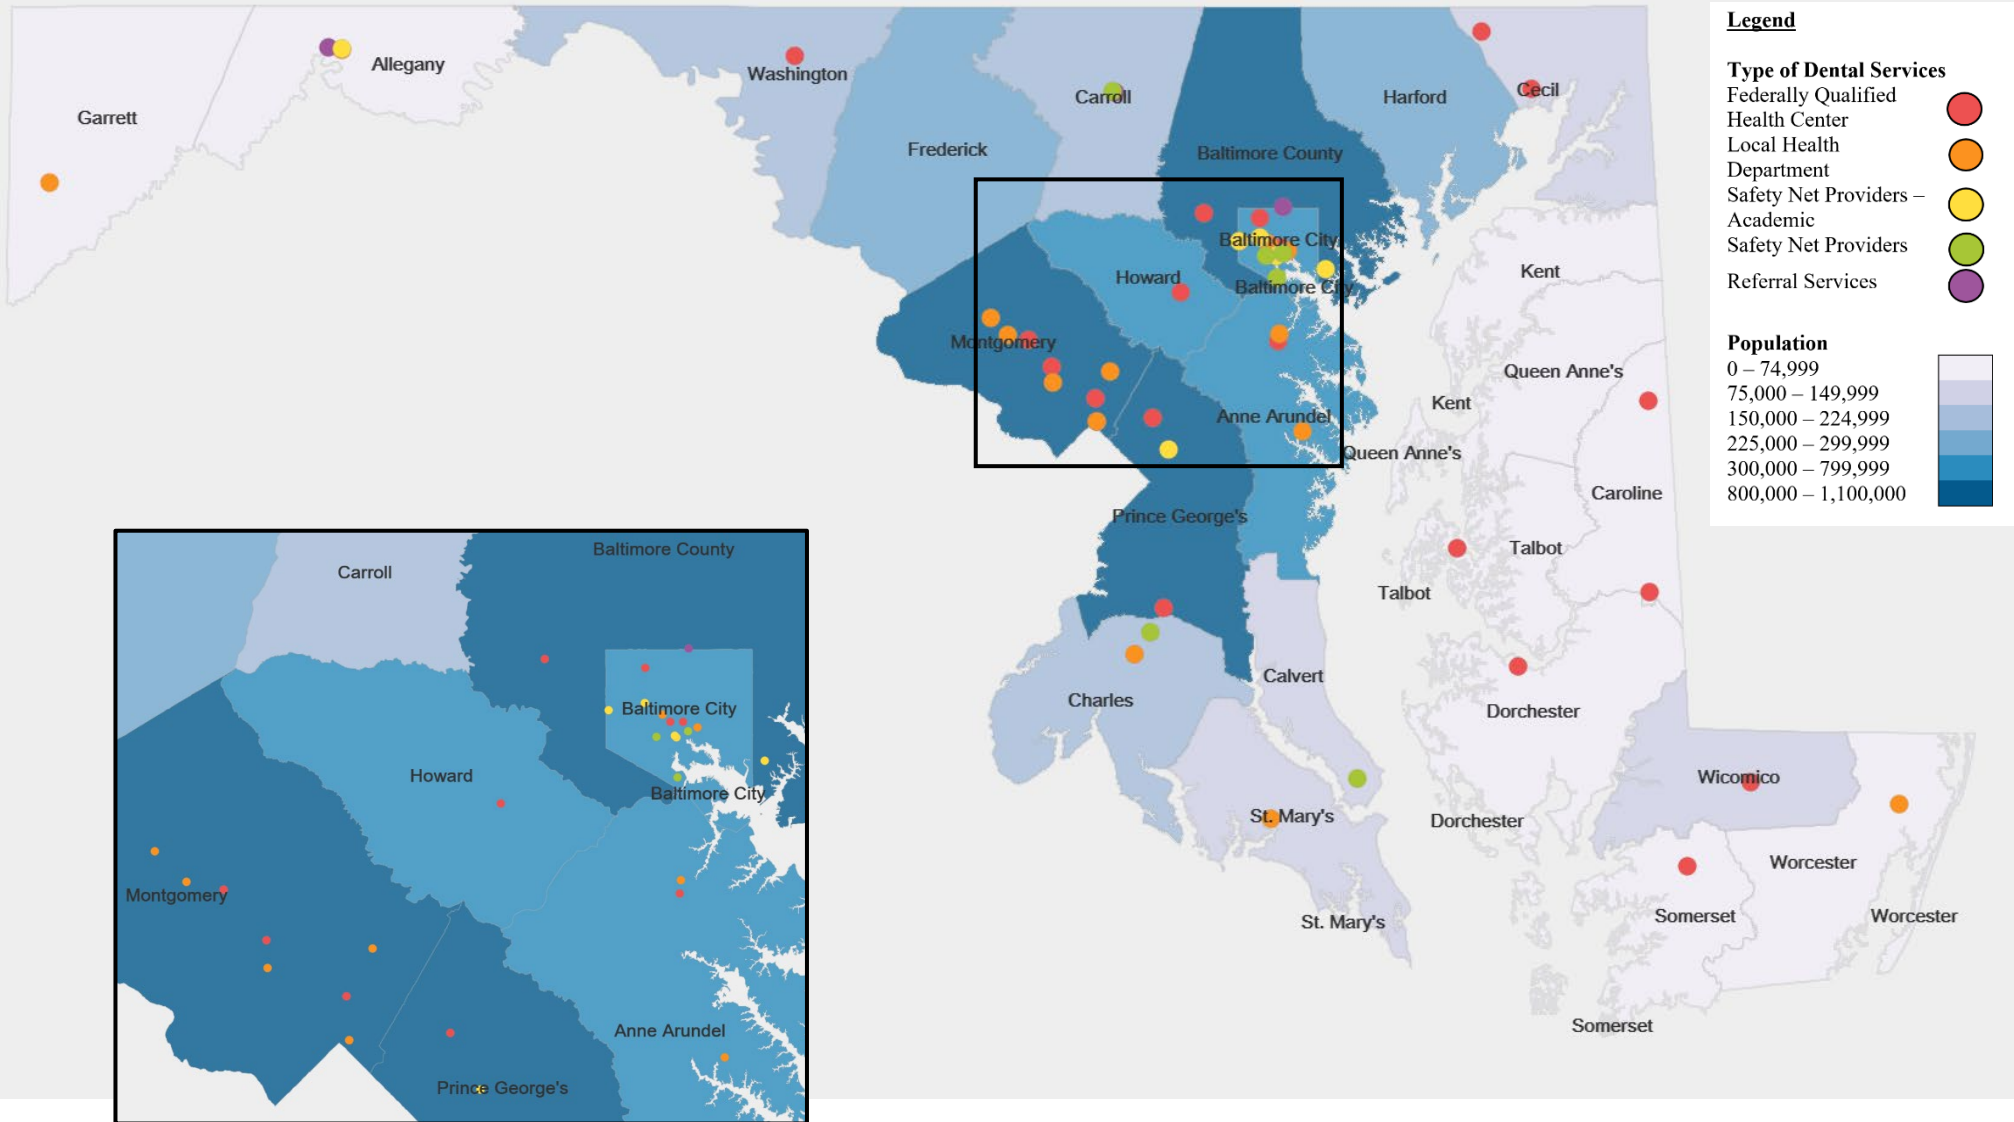 Legend
Type of Dental Services
Federally Qualified
Health Center
Local Health
Department
Safety Net Providers –
Academic
Safety Net Providers
Referral Services
Population
0 – 74,999
75,000 – 149,999
150,000 – 224,999
225,000 – 299,999
300,000 – 799,999
800,000 – 1,100,000
Garrett
Allegany
Washington
Frederick
Carroll
Baltimore County
Harford
Cecil
Baltimore City
Baltimore City
Howard
Montgomery
Anne Arundel
Prince George's
Kent
Kent
Queen Anne's
Queen Anne's
Caroline
Talbot
Talbot
Calvert
Charles
St. Mary's
St. Mary's
Dorchester
Dorchester
Wicomico
Worcester
Worcester
Somerset
Somerset
Baltimore County
Carroll
Baltimore City
Howard
Baltimore City
Montgomery
Anne Arundel
Prince George's